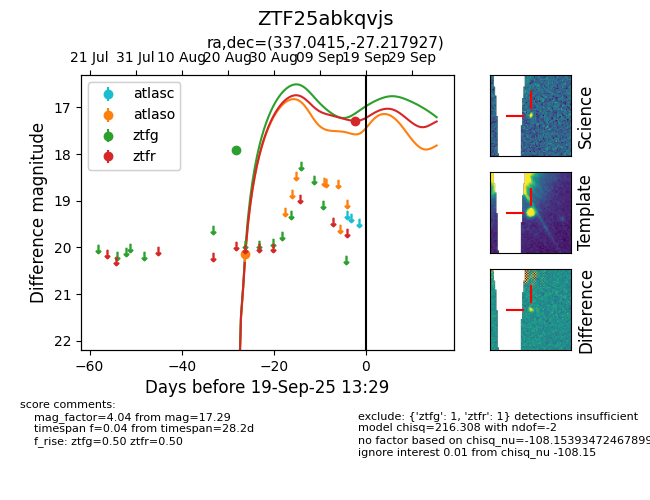 ZTF25abkqvjs
ra,dec=(337.0415,-27.217927)
21 Jul 31 Jul 10 Aug 20 Aug 30 Aug 09 Sep 19 Sep 29 Sep
atlasc
atlaso
ztfg
ztfr
17
18
19
20
21
22
Difference magnitude
−60 −40 −20 0
Days before 19-Sep-25 13:29
Science
Template
Difference
score comments:
mag_factor=4.04 from mag=17.29
timespan f=0.04 from timespan=28.2d
f_rise: ztfg=0.50 ztfr=0.50
exclude: {'ztfg': 1, 'ztfr': 1} detections insufficient
model chisq=216.308 with ndof=-2
no factor based on chisq_nu=-108.15393472467899
ignore interest 0.01 from chisq_nu -108.15